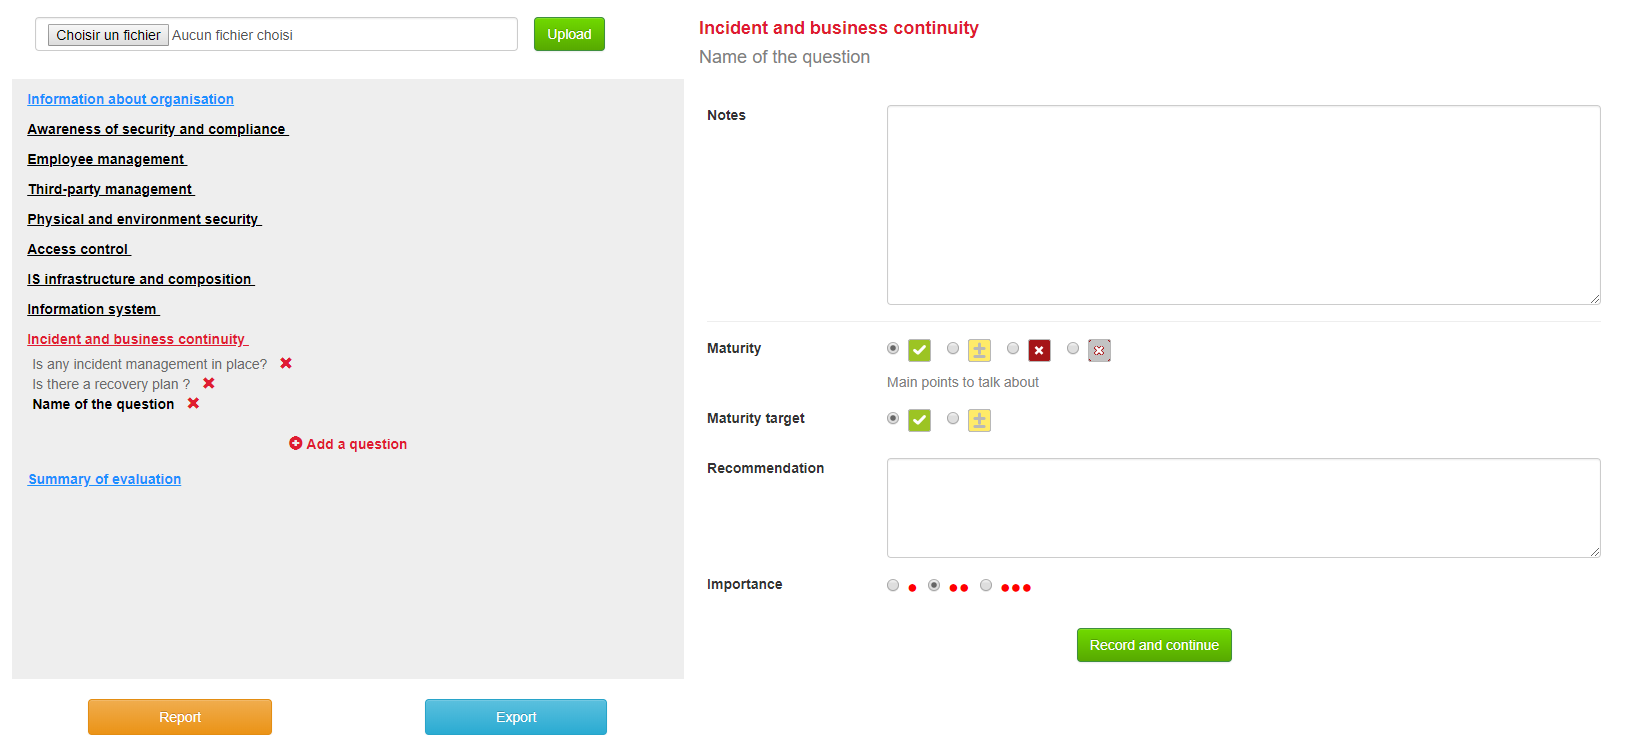 Choisir un fichier Aucun fichier choisi
Upload
Information about organisation
Awareness of security and compliance
Employee management
Third-party management
Physical and environment security
Access control
IS infrastructure and composition
Information system
Incident and business continuity
Is any incident management in place?
Is there a recovery plan ?
Name of the question
Add a question
Summary of evaluation
Report
Export
Incident and business continuity
Name of the question
Notes
Maturity
Main points to talk about
Maturity target
Recommendation
Importance
Record and continue